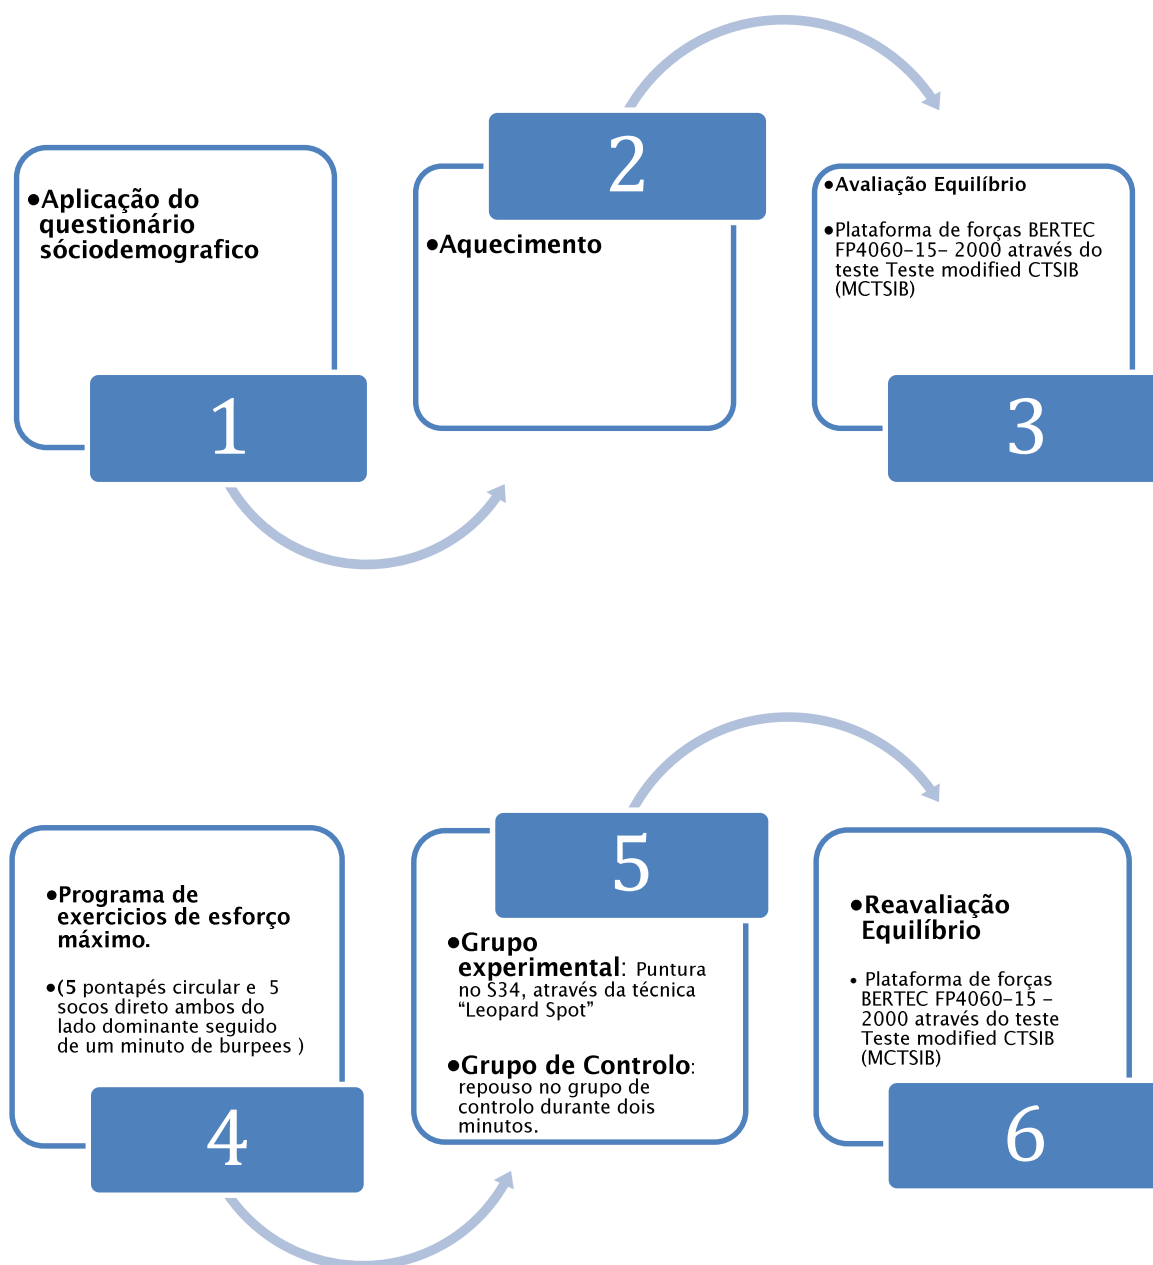 ●Aplicação do
questionário
sóciodemografico
1
2
●Aquecimento
●Avaliação Equilíbrio
●Plataforma de forças BERTEC
FP4060-15- 2000 através do
teste Teste modified CTSIB
(MCTSIB)
3
●Programa de
exercicios de esforço
máximo.
●(5 pontapés circular e 5
socos direto ambos do
lado dominante seguido
de um minuto de burpees )
4
5
●Grupo
experimental: Puntura
no S34, através da técnica
“Leopard Spot”
●Grupo de Controlo:
repouso no grupo de
controlo durante dois
minutos.
●Reavaliação
Equilíbrio
• Plataforma de forças
BERTEC FP4060-15 -
2000 através do teste
Teste modified CTSIB
(MCTSIB)
6